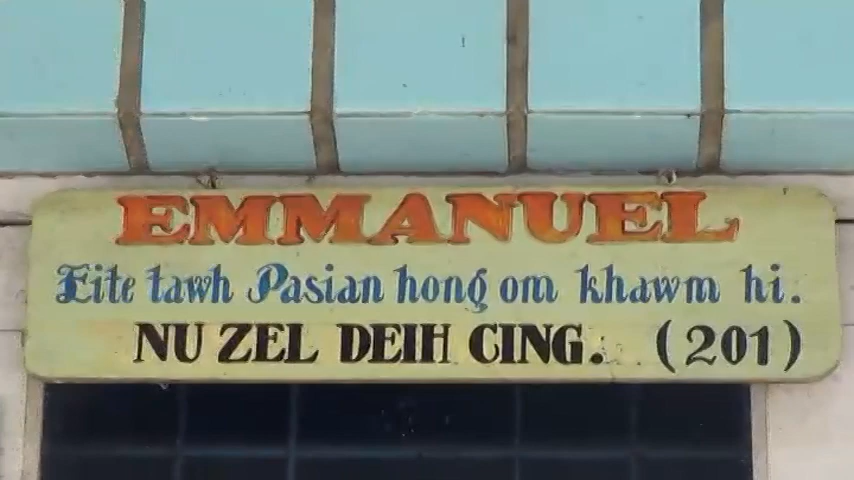 EMMANUEL
Eite tawh Pasian hong om khawm hi.
NU ZEL DEIH CING. (201)